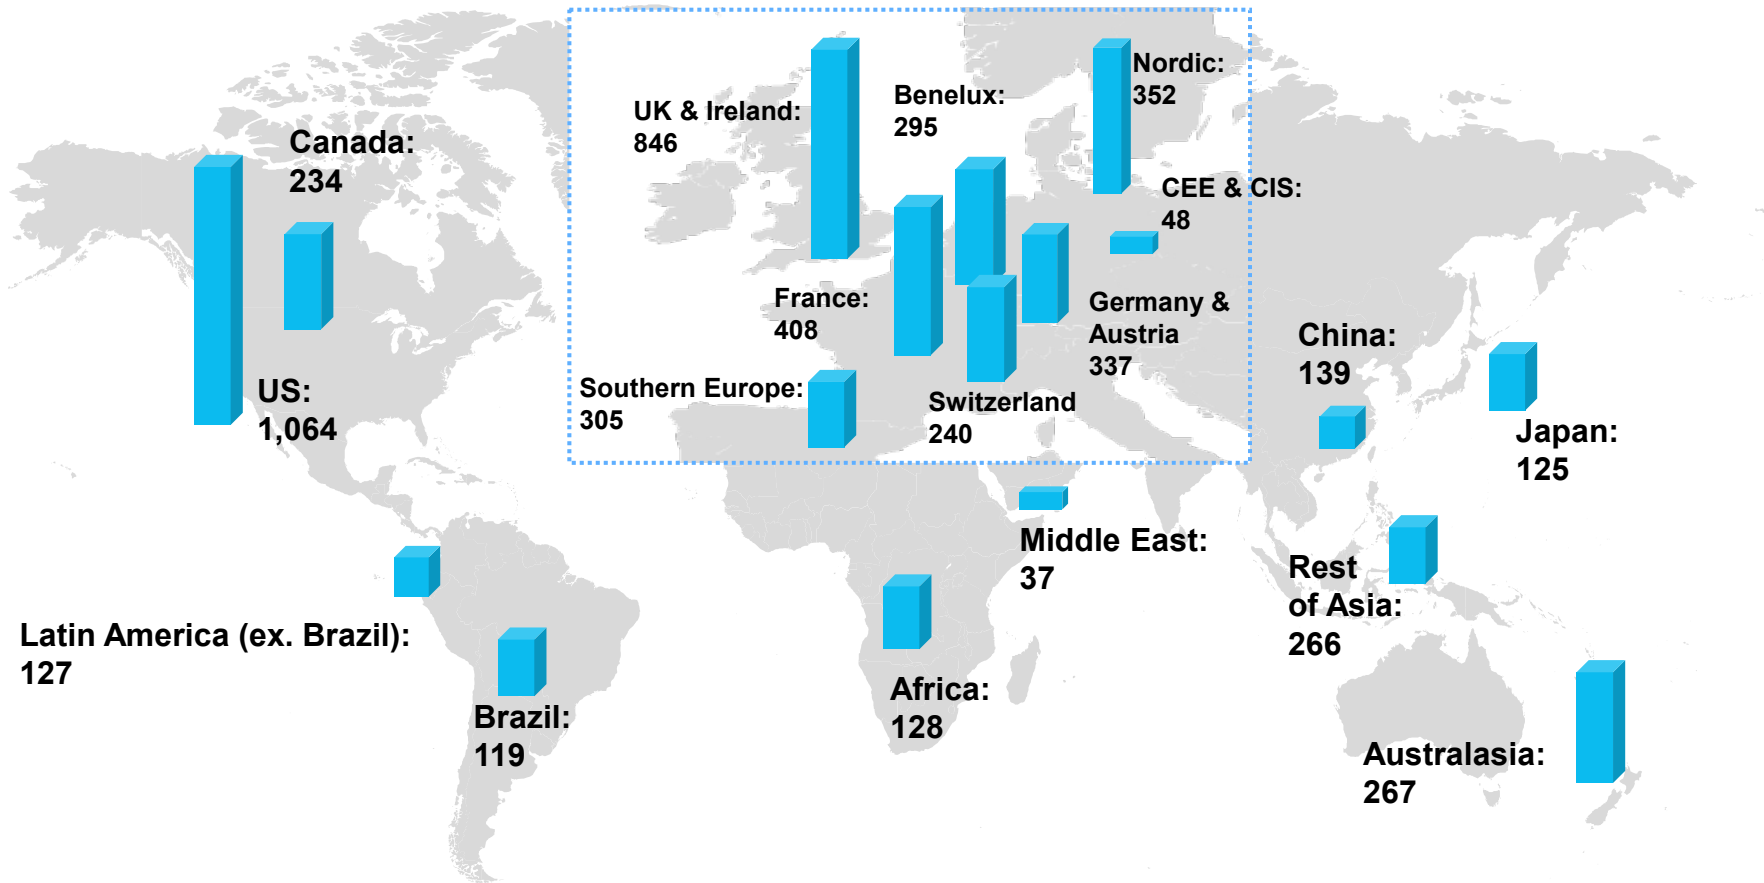 Canada:
234
US:
1,064
Latin America (ex. Brazil):
127
Brazil:
119
UK & Ireland:
846
Benelux:
295
Nordic:
352
CEE & CIS:
48
France:
408
Germany &
Austria
337
Southern Europe:
305
Switzerland
240
Middle East:
37
Africa:
128
China:
139
Japan:
125
Rest
of Asia:
266
Australasia:
267